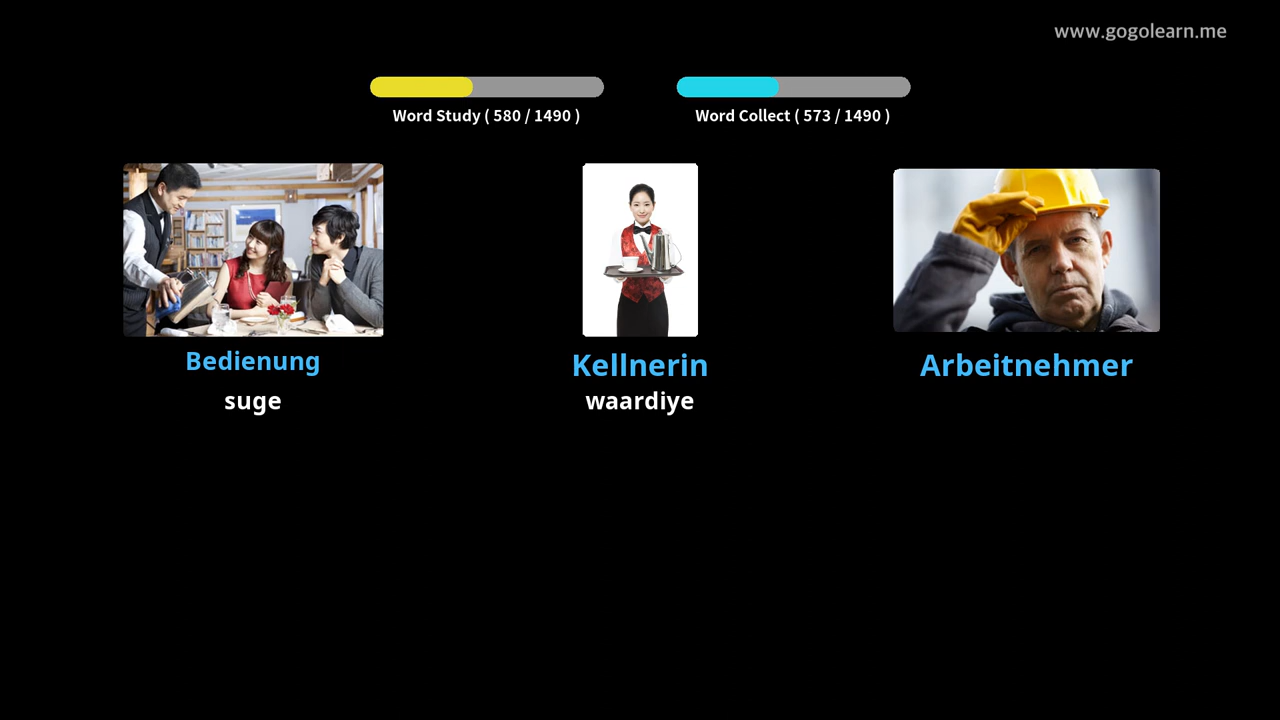 www.gogolearn.me
Word Study ( 580 / 1490 )
Word Collect ( 573 / 1490 )
Bedienung
suge
Kellnerin
waardiye
Arbeitnehmer